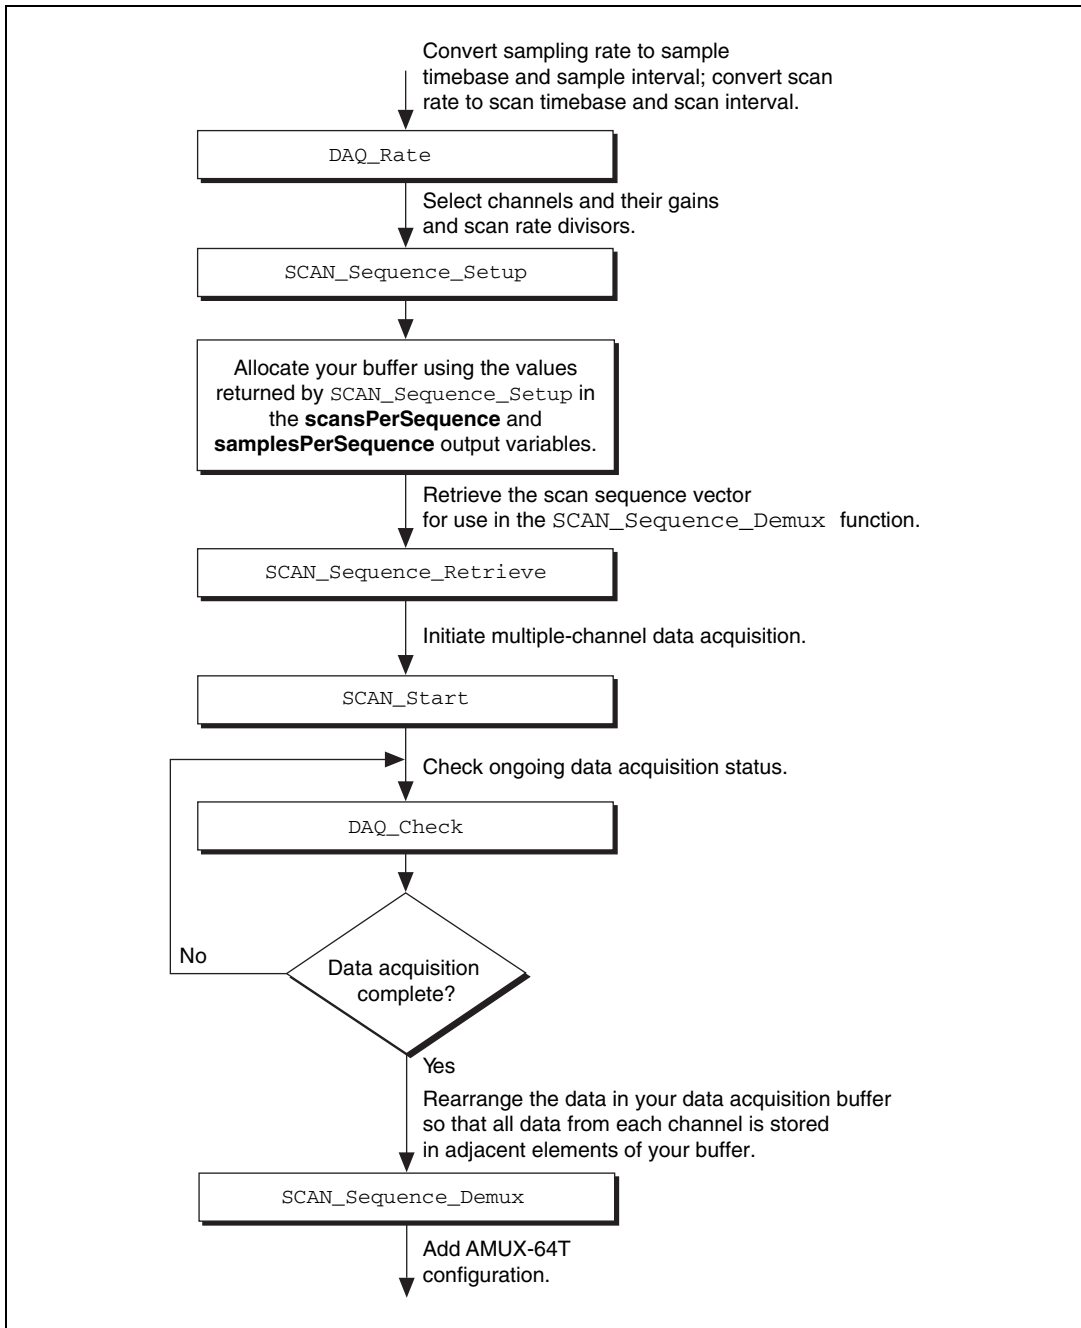 Convert sampling rate to sample
timebase and sample interval; convert scan
rate to scan timebase and scan interval.
DAQ_Rate
Select channels and their gains
and scan rate divisors.
SCAN_Sequence_Setup
Allocate your buffer using the values
returned by SCAN_Sequence_Setup in
the scansPerSequence and
samplesPerSequence output variables.
Retrieve the scan sequence vector
for use in the SCAN_Sequence_Demux function.
SCAN_Sequence_Retrieve
Initiate multiple-channel data acquisition.
SCAN_Start
Check ongoing data acquisition status.
DAQ_Check
No
Data acquisition
complete?
Yes
Rearrange the data in your data acquisition buffer
so that all data from each channel is stored
in adjacent elements of your buffer.
SCAN_Sequence_Demux
Add AMUX-64T
configuration.